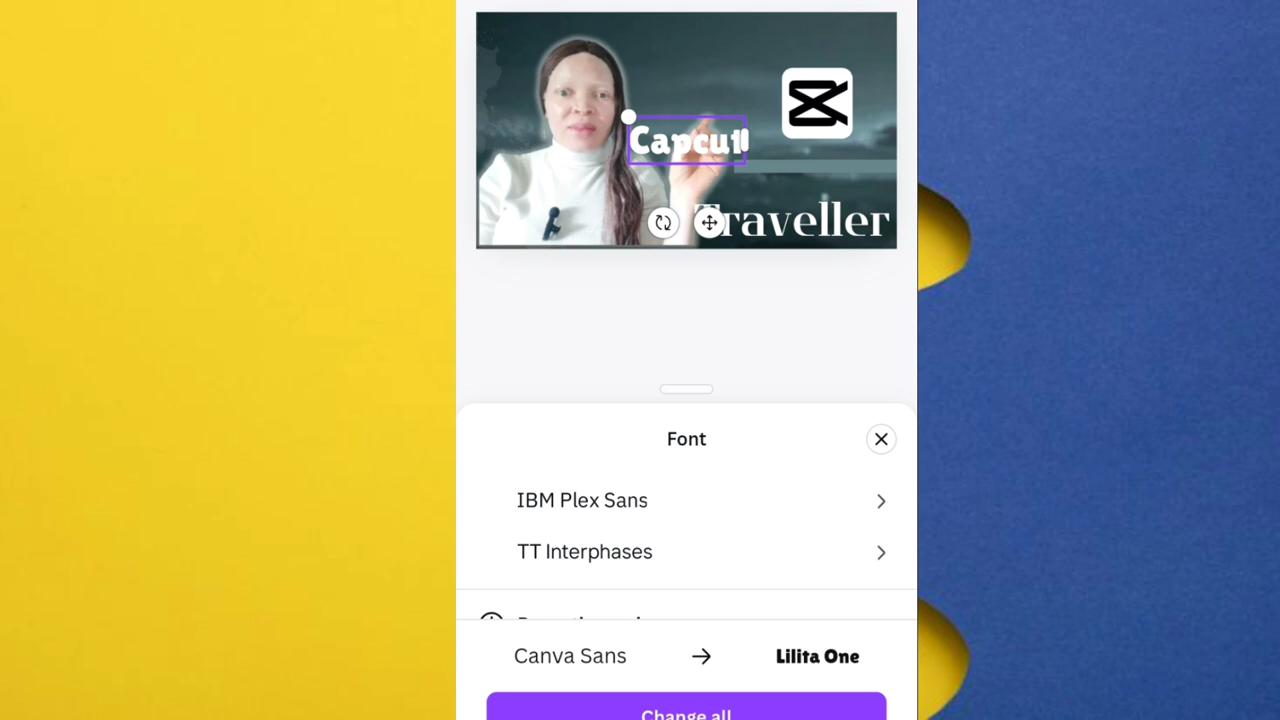 Capcut
Traveller
Font
IBM Plex Sans
TT Interphases
Canva Sans → Lilita One
Change all